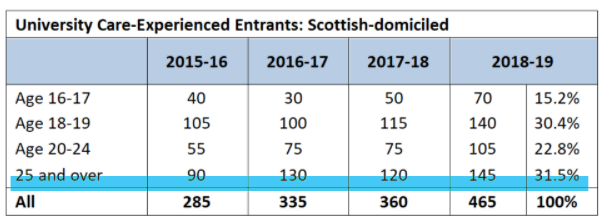 University Care-Experienced Entrants: Scottish-domiciled
2015-16 2016-17 2017-18 2018-19
Age 16-17 40 30 50 70 15.2%
Age 18-19 105 100 115 140 30.4%
Age 20-24 55 75 75 105 22.8%
25 and over 90 130 120 145 31.5%
All 285 335 360 465 100%